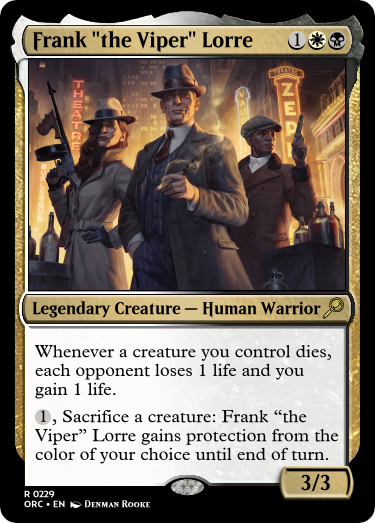 Frank "the Viper" Lorre 1
THEATRE
THEATRE
ZEP
Legendary Creature — Human Warrior
Whenever a creature you control dies,
each opponent loses 1 life and you
gain 1 life.
1, Sacrifice a creature: Frank “the
Viper” Lorre gains protection from the
color of your choice until end of turn.
3/3
R 0229
ORC • EN Denman Rooke